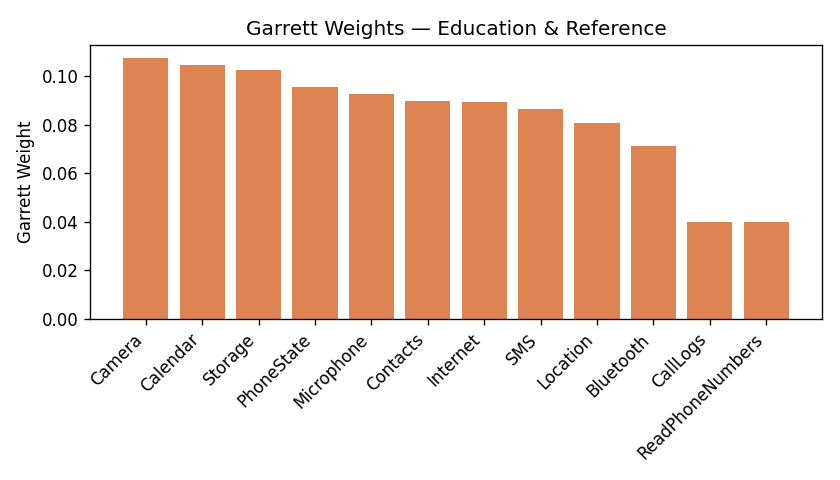 Garrett Weights — Education & Reference
Garrett Weight
0.10
0.08
0.06
0.04
0.02
0.00
Camera
Calendar
Storage
PhoneState
Microphone
Contacts
Internet
SMS
Location
Bluetooth
CallLogs
ReadPhoneNumbers